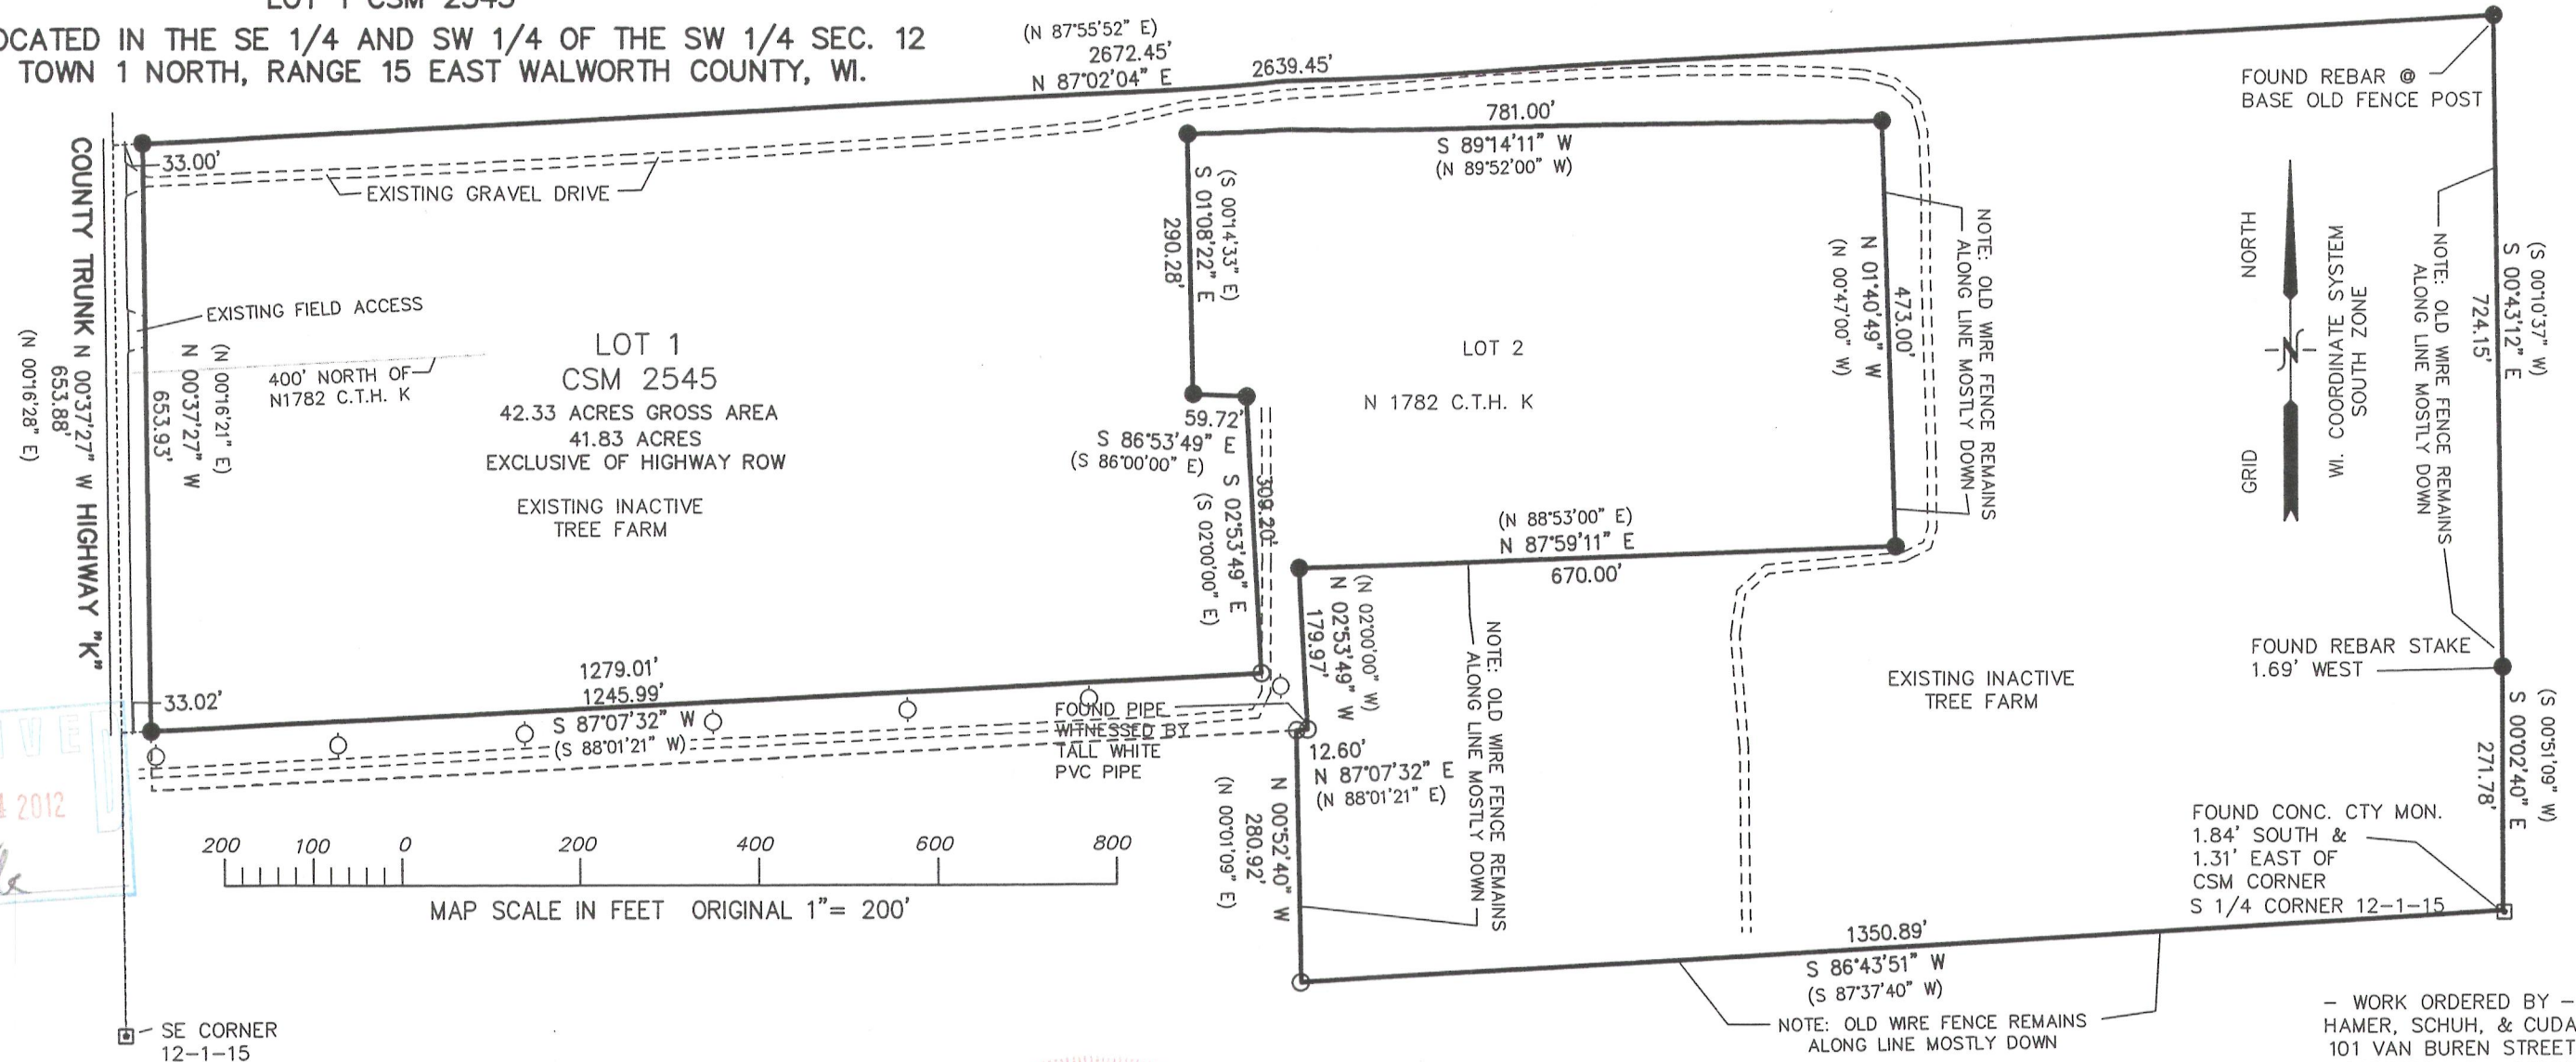 LOT 1 CSM 2545
OCATED IN THE SE 1/4 AND SW 1/4 OF THE SW 1/4 SEC. 12
TOWN 1 NORTH, RANGE 15 EAST WALWORTH COUNTY, WI.
(N 87°55'52" E)
2672.45'
N 87°02'04" E
2639.45'
FOUND REBAR @
BASE OLD FENCE POST
33.00'
EXISTING GRAVEL DRIVE
781.00'
S 89°14'11" W
(N 89°52'00" W)
COUNTY TRUNK N 00°37'27" W HIGHWAY "K"
653.88'
(N 00°16'28" E)
EXISTING FIELD ACCESS
(N 00°16'21" E)
N 00°37'27" W
653.93'
400' NORTH OF
N1782 C.T.H. K
LOT 1
CSM 2545
42.33 ACRES GROSS AREA
41.83 ACRES
EXCLUSIVE OF HIGHWAY ROW
EXISTING INACTIVE
TREE FARM
(S 00°14'33" E)
S 01°08'22" E
290.28'
59.72'
S 86°53'49" E
(S 86°00'00" E)
309.20'
S 02°53'49" E
(S 02°00'00" E)
LOT 2
N 1782 C.T.H. K
473.00'
N 01°40'49" W
(N 00°47'00" W)
NOTE: OLD WIRE FENCE REMAINS
ALONG LINE MOSTLY DOWN
(N 88°53'00" E)
N 87°59'11" E
670.00'
NORTH
GRID
SOUTH ZONE
WI. COORDINATE SYSTEM
NOTE: OLD WIRE FENCE REMAINS
ALONG LINE MOSTLY DOWN
(S 00°10'37" W)
S 00°43'12" E
724.15'
FOUND REBAR STAKE
1.69' WEST
EXISTING INACTIVE
TREE FARM
(S 00°51'09" W)
S 00°02'40" E
271.78'
(N 02°00'00" W)
N 02°53'49" W
179.97'
NOTE: OLD WIRE FENCE REMAINS
ALONG LINE MOSTLY DOWN
1279.01'
1245.99'
S 87°07'32" W
(S 88°01'21" W)
33.02'
FOUND PIPE
WITNESSED BY
TALL WHITE
PVC PIPE
12.60'
N 87°07'32" E
(N 88°01'21" E)
N 00°52'40" W
280.92'
(N 00°01'09" E)
FOUND CONC. CTY MON.
1.84' SOUTH &
1.31' EAST OF
CSM CORNER
S 1/4 CORNER 12-1-15
1350.89'
S 86°43'51" W
(S 87°37'40" W)
NOTE: OLD WIRE FENCE REMAINS
ALONG LINE MOSTLY DOWN
200 100 0 200 400 600 800
MAP SCALE IN FEET ORIGINAL 1"= 200'
2012
SE CORNER
12-1-15
- WORK ORDERED BY -
HAMER, SCHUH, & CUDA
101 VAN BUREN STREET